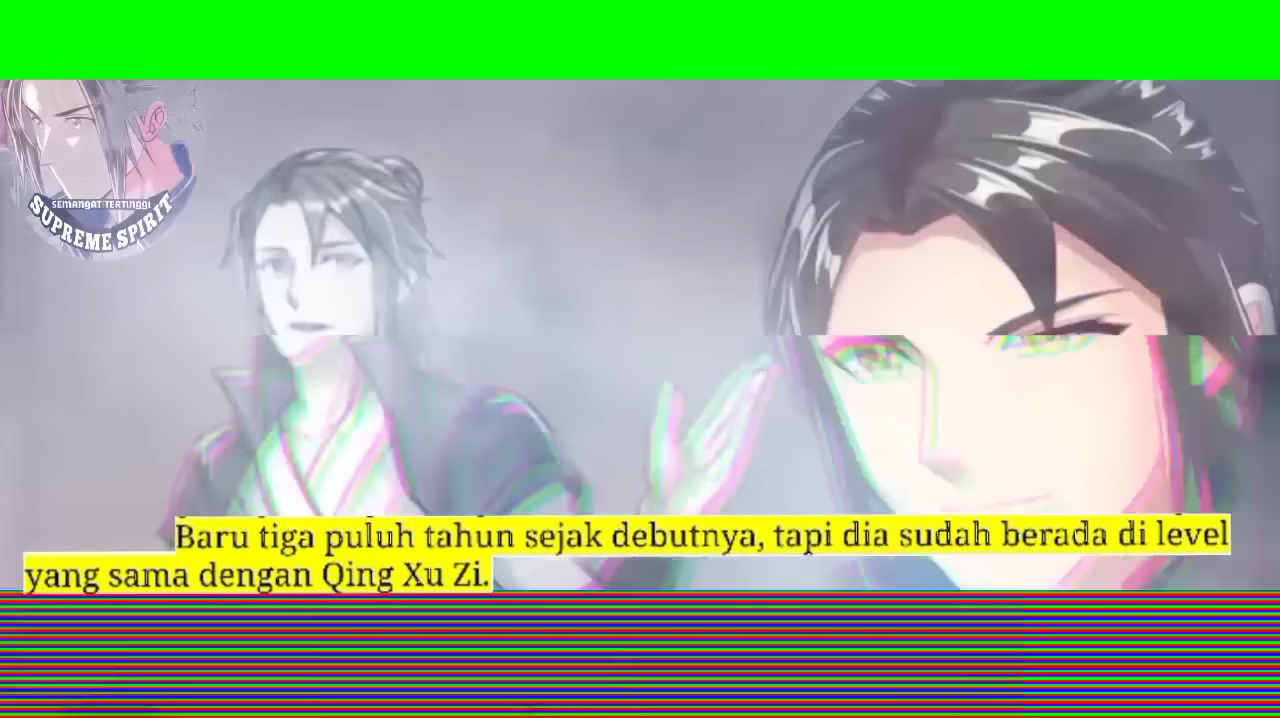 SEMANGAT TERTINGGI
SUPREME SPIRIT
Baru tiga puluh tahun sejak debutnya, tapi dia sudah berada di level
yang sama dengan Qing Xu Zi.